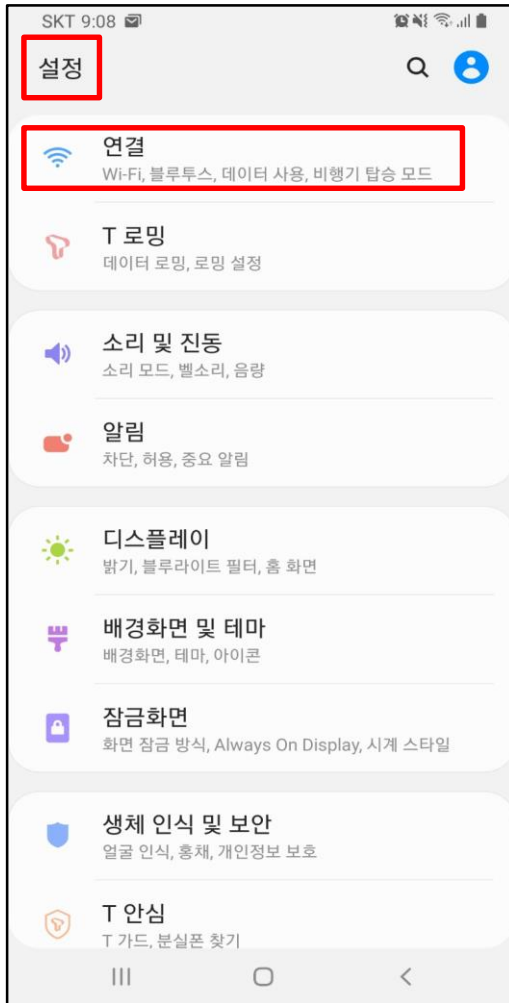 SKT 9:08
설정
연결
Wi-Fi, 블루투스, 데이터 사용, 비행기 탑승 모드
T 로밍
데이터 로밍, 로밍 설정
소리 및 진동
소리 모드, 벨소리, 음량
알림
차단, 허용, 중요 알림
디스플레이
밝기, 블루라이트 필터, 홈 화면
배경화면 및 테마
배경화면, 테마, 아이콘
잠금화면
화면 잠금 방식, Always On Display, 시계 스타일
생체 인식 및 보안
얼굴 인식, 홍채, 개인정보 보호
T 안심
T 가드, 분실폰 찾기